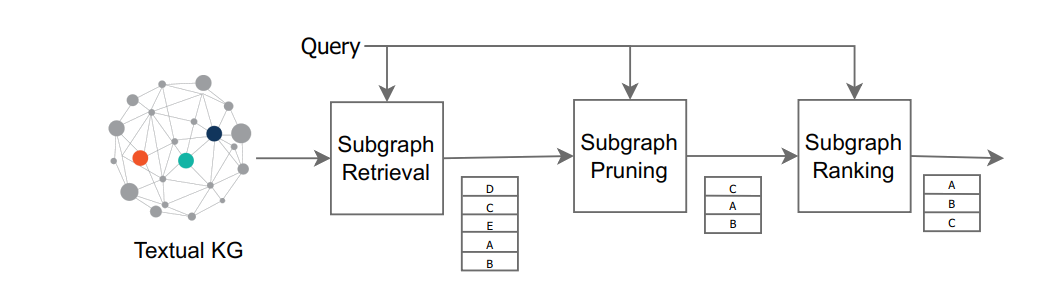 Query
Subgraph
Retrieval
Subgraph
Pruning
Subgraph
Ranking
D
C
E
A
B
C
A
B
A
B
C
Textual KG